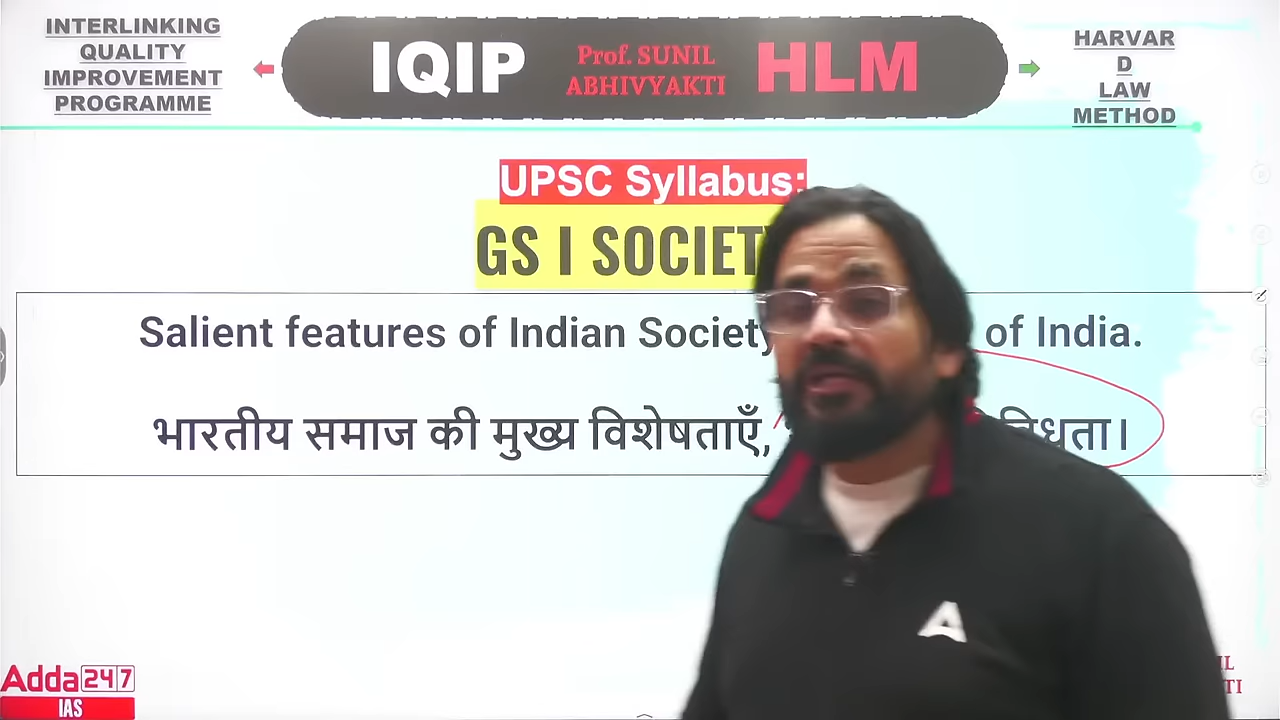 INTERLINKING
QUALITY
IMPROVEMENT
PROGRAMME
IQIP
Prof. SUNIL
ABHIVYAKTI
HLM
HARVAR
D
LAW
METHOD
UPSC Syllabus:
GS I SOCIET
Salient features of Indian Society of India.
भारतीय समाज की मुख्य विशेषताएँ,
Adda247
IAS